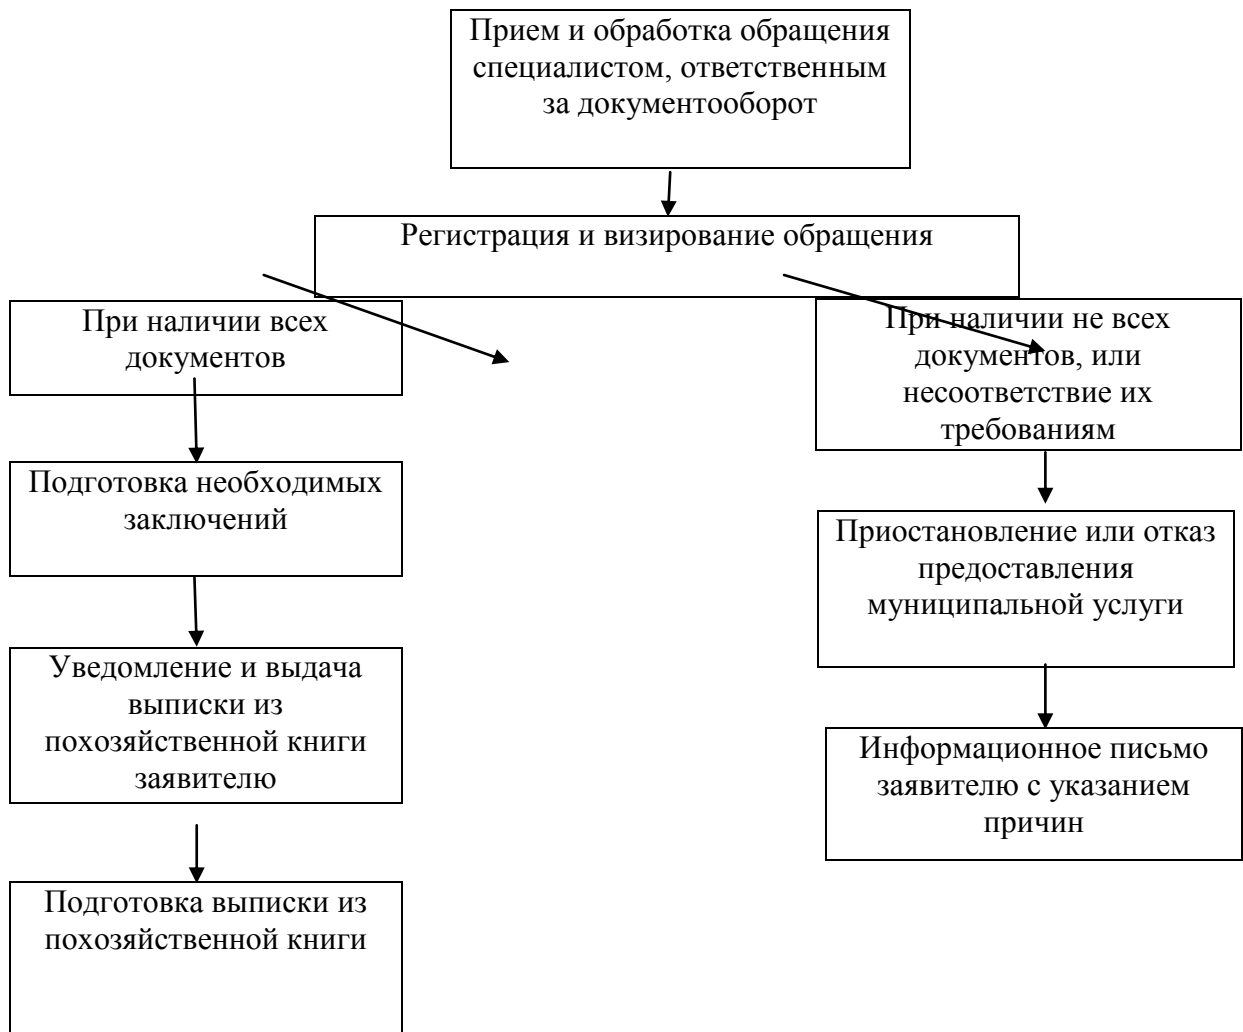 Прием и обработка обращения
специалистом, ответственным
за документооборот
Регистрация и визирование обращения
При наличии всех
документов
При наличии не всех
документов, или
несоответствие их
требованиям
Подготовка необходимых
заключений
Приостановление или отказ
предоставления
муниципальной услуги
Уведомление и выдача
выписки из
похозяйственной книги
заявителю
Информационное письмо
заявителю с указанием
причин
Подготовка выписки из
похозяйственной книги